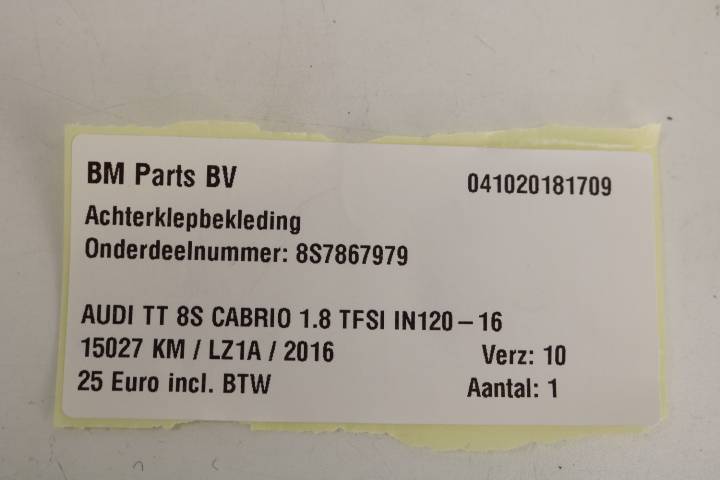 BM Parts BV 041020181709
Achterklepbekleding
Onderdeelnummer: 8S7867979
AUDI TT 8S CABRIO 1.8 TFSI IN120-16
15027 KM / LZ1A / 2016 Verz: 10
25 Euro incl. BTW Aantal: 1